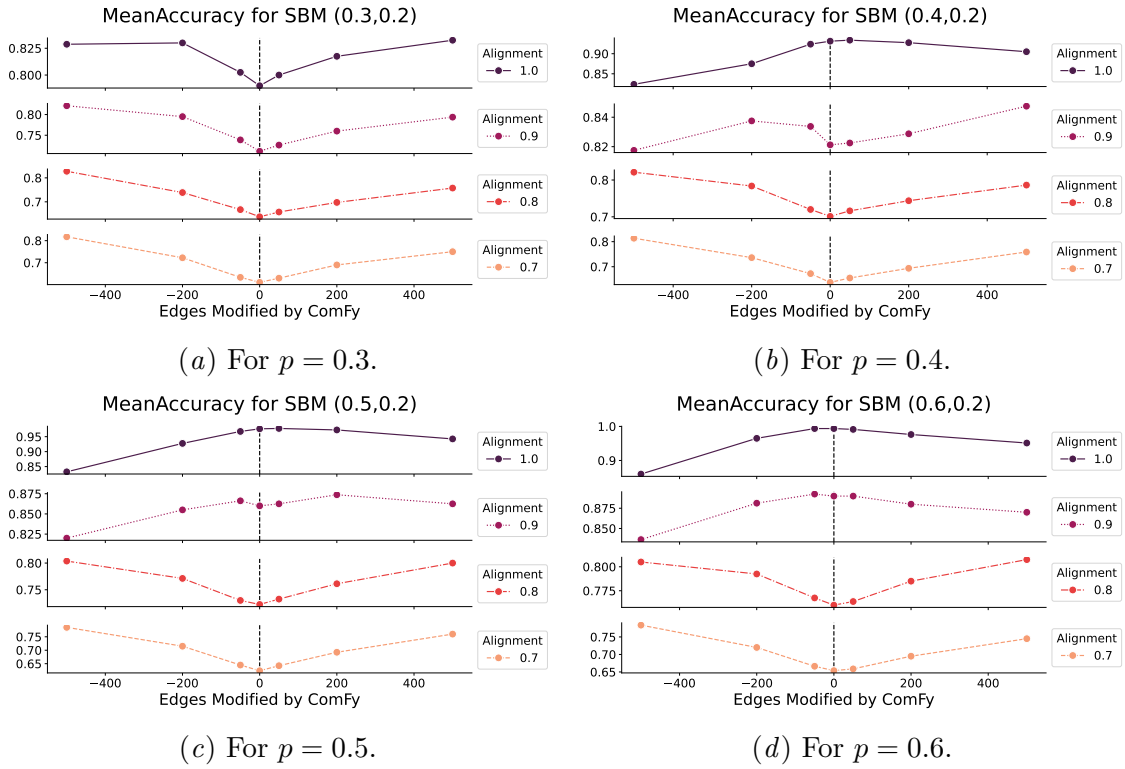 MeanAccuracy for SBM (0.3,0.2)
0.825
0.800
Alignment
1.0
0.80
0.75
Alignment
0.9
0.8
0.7
Alignment
0.8
0.8
0.7
Alignment
0.7
−400 −200 0 200 400
Edges Modified by ComFy
(a) For p = 0.3.
MeanAccuracy for SBM (0.4,0.2)
0.90
0.85
Alignment
1.0
0.84
0.82
Alignment
0.9
0.8
0.7
Alignment
0.8
0.8
0.7
Alignment
0.7
−400 −200 0 200 400
Edges Modified by ComFy
(b) For p = 0.4.
MeanAccuracy for SBM (0.5,0.2)
0.95
0.90
0.85
Alignment
1.0
0.875
0.850
0.825
Alignment
0.9
0.80
0.75
Alignment
0.8
0.75
0.70
0.65
Alignment
0.7
−400 −200 0 200 400
Edges Modified by ComFy
(c) For p = 0.5.
MeanAccuracy for SBM (0.6,0.2)
1.0
0.9
Alignment
1.0
0.875
0.850
Alignment
0.9
0.800
0.775
Alignment
0.8
0.75
0.70
0.65
Alignment
0.7
−400 −200 0 200 400
Edges Modified by ComFy
(d) For p = 0.6.